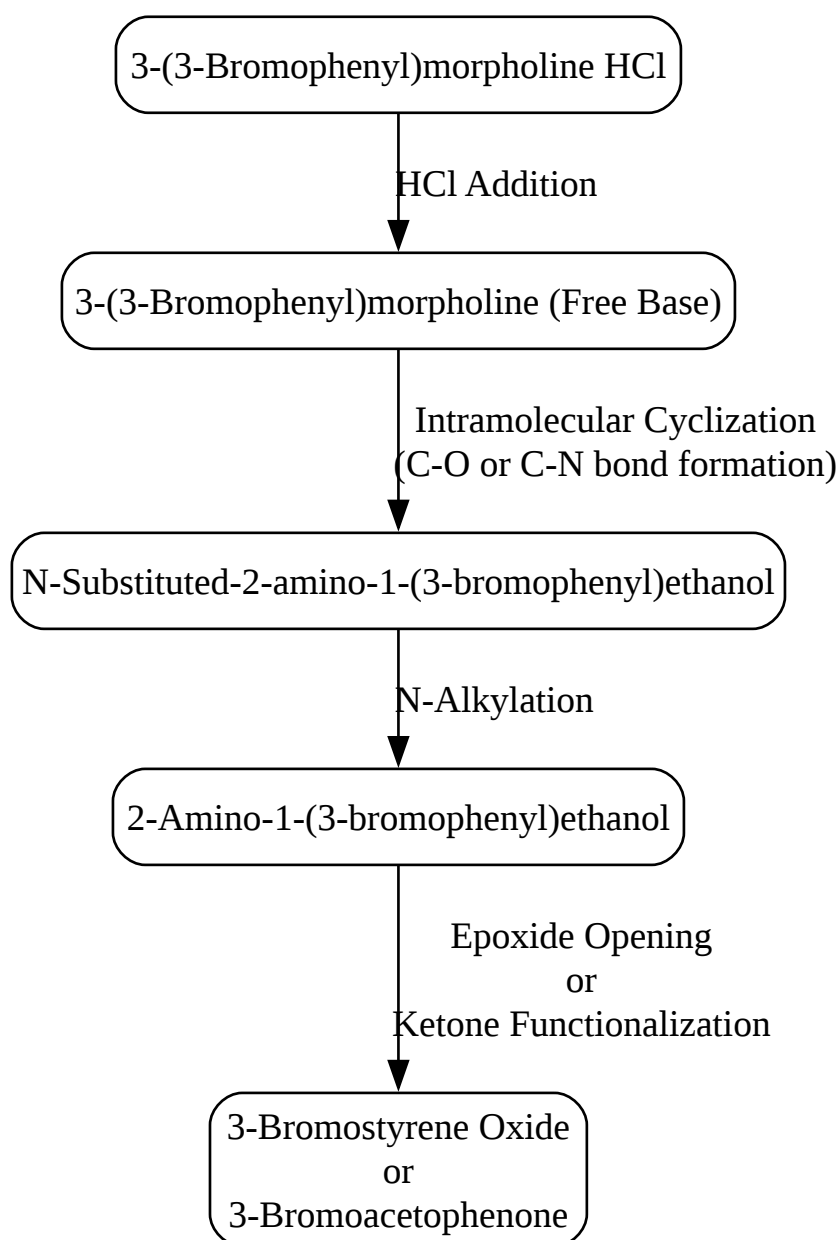 3-(3-Bromophenyl)morpholine HCl
HCl Addition
3-(3-Bromophenyl)morpholine (Free Base)
Intramolecular Cyclization
(C-O or C-N bond formation)
N-Substituted-2-amino-1-(3-bromophenyl)ethanol
N-Alkylation
2-Amino-1-(3-bromophenyl)ethanol
Epoxide Opening
or
Ketone Functionalization
3-Bromostyrene Oxide
or
3-Bromoacetophenone